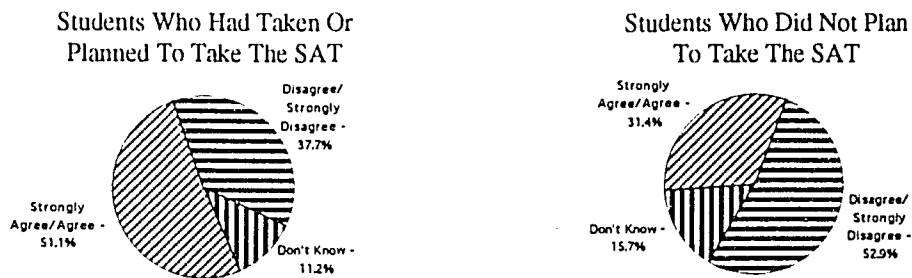 Students Who Had Taken Or
Planned To Take The SAT
Disagree/
Strongly
Disagree -
37.7%
Strongly
Agree/Agree -
51.1%
Don't Know -
11.2%
Students Who Did Not Plan
To Take The SAT
Strongly
Agree/Agree -
31.4%
Don't Know -
15.7%
Disagree/
Strongly
Disagree -
52.9%